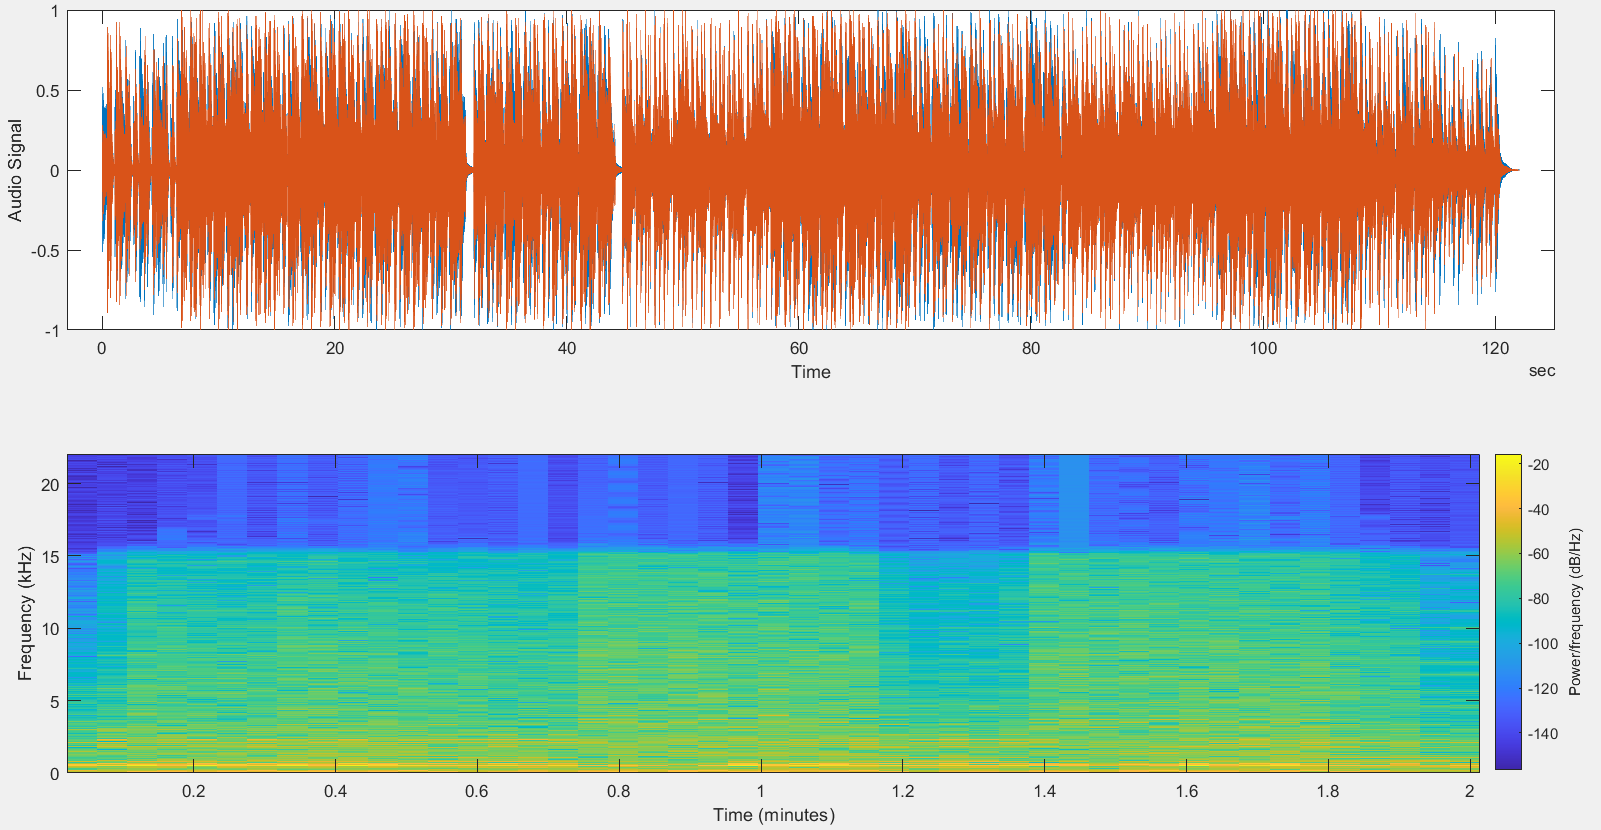 1
0.5
0
-0.5
-1
Audio Signal
0 20 40 60 80 100 120
Time
sec
20
15
10
5
0
Frequency (kHz)
0.2 0.4 0.6 0.8 1 1.2 1.4 1.6 1.8 2
Time (minutes)
-20
-40
-60
-80
-100
-120
-140
Power/frequency (dB/Hz)